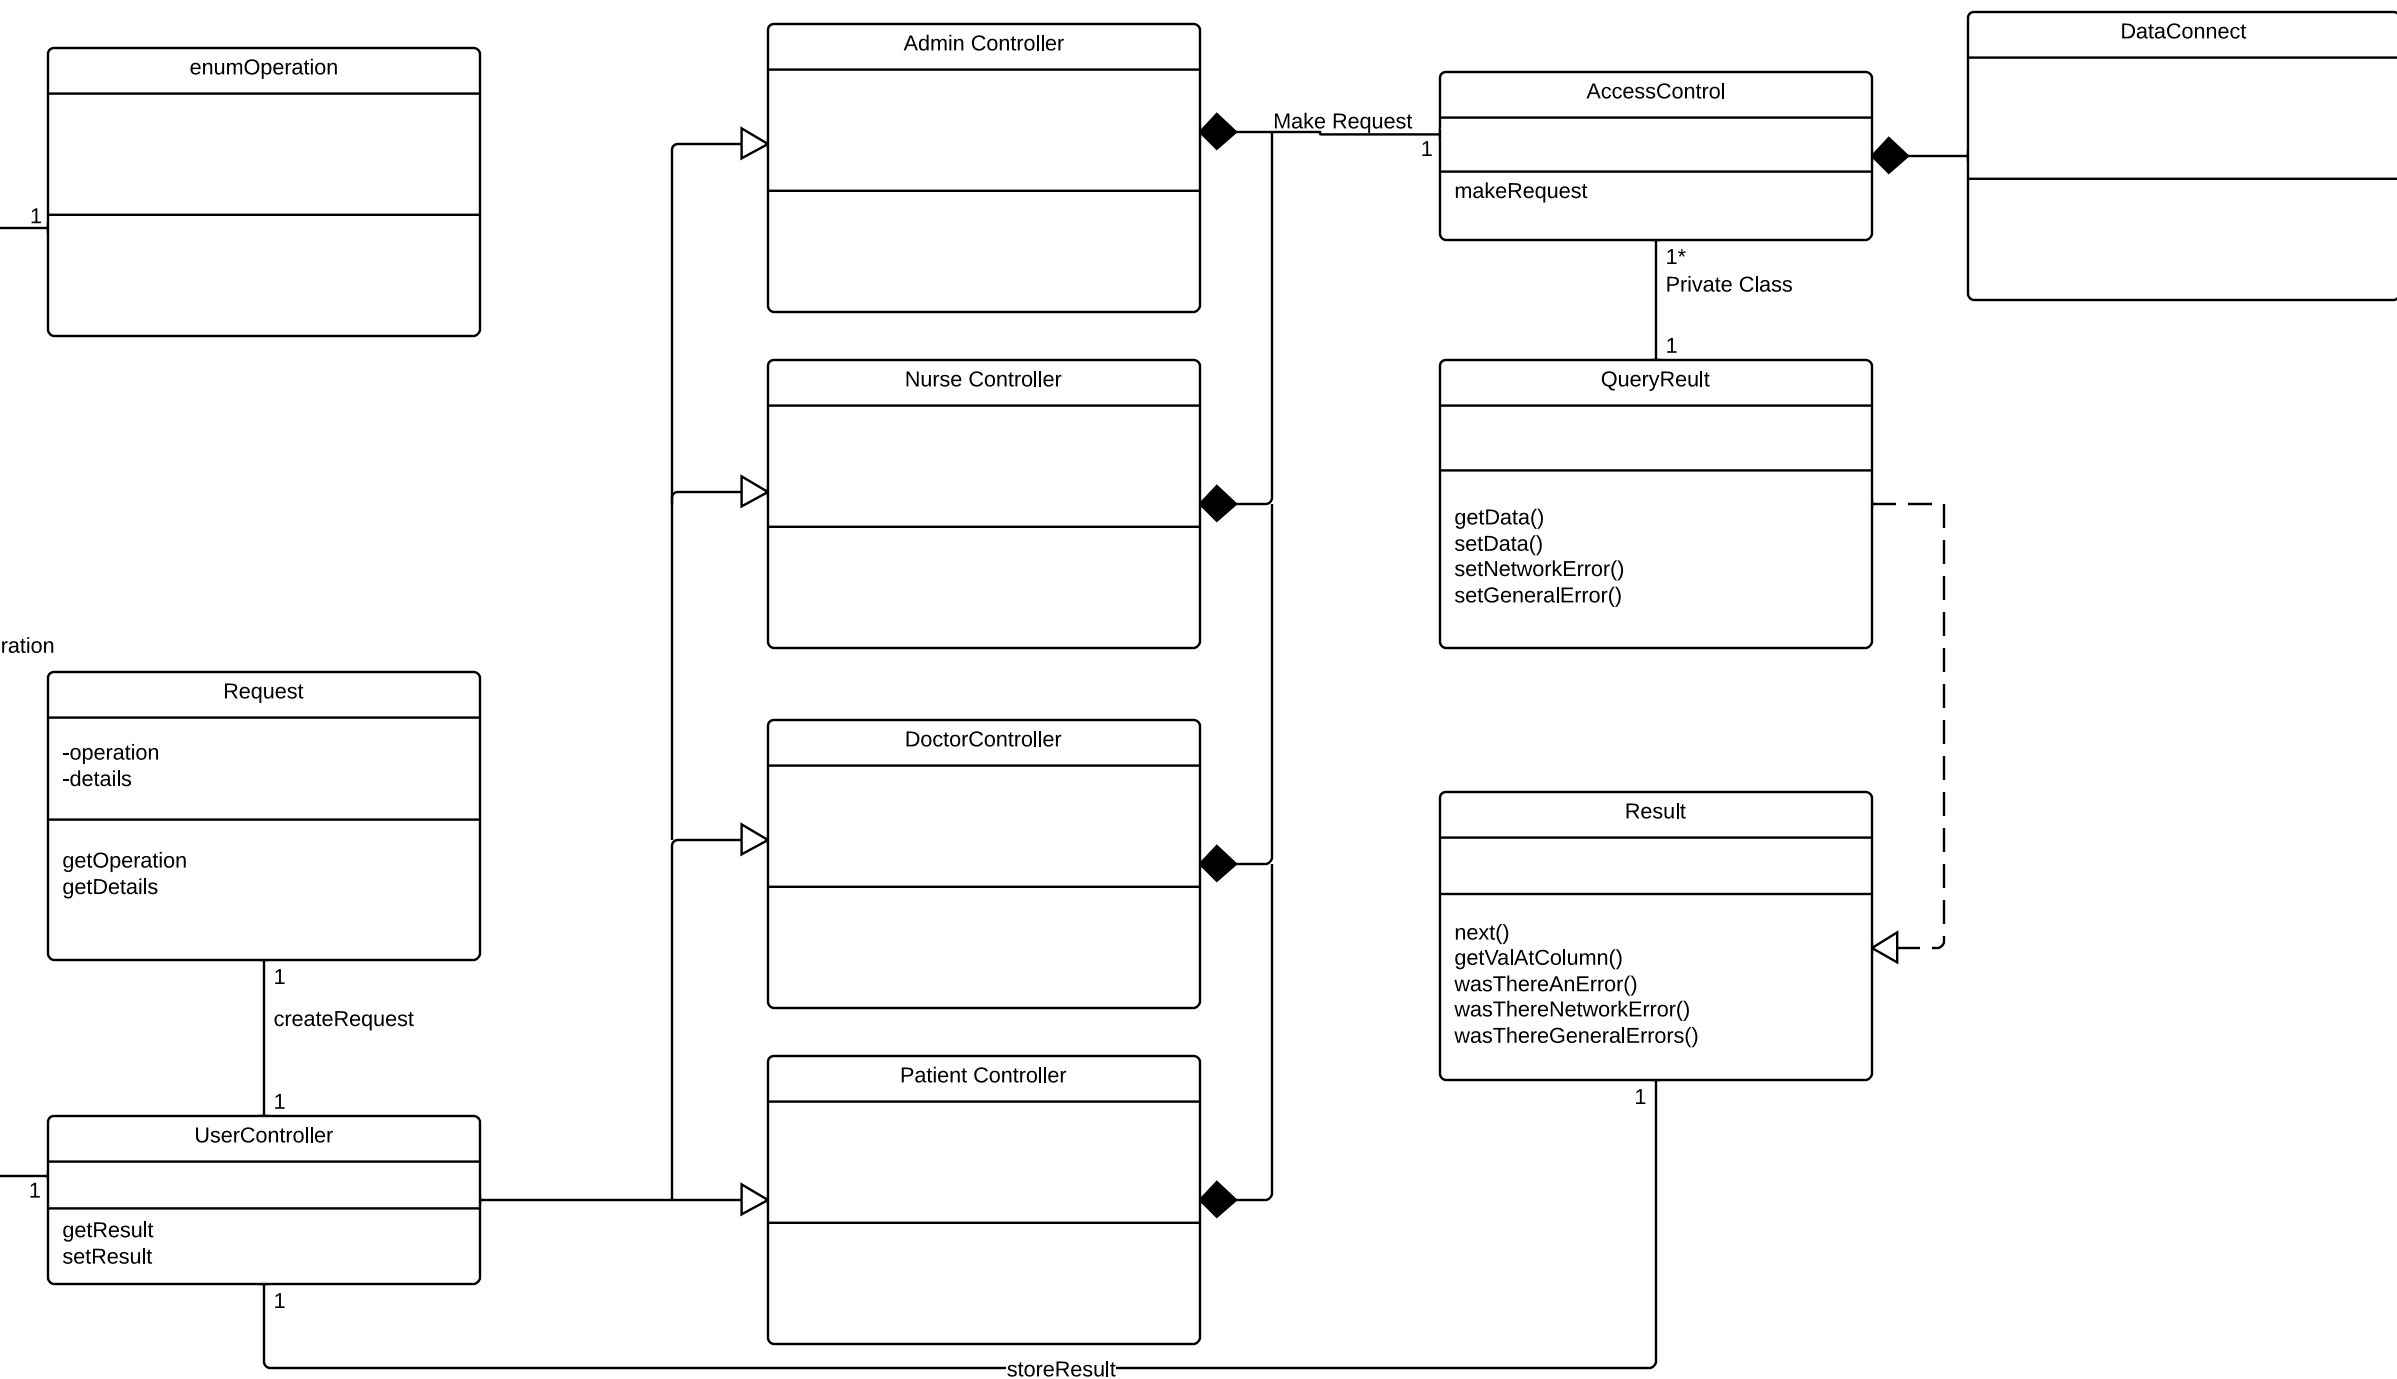 enumOperation
1
Admin Controller
Make Request
1
AccessControl
makeRequest
DataConnect
1*
Private Class
1
Nurse Controller
QueryReult
getData()
setData()
setNetworkError()
setGeneralError()
ration
Request
-operation
-details
getOperation
getDetails
1
createRequest
1
DoctorController
Result
next()
getValAtColumn()
wasThereAnError()
wasThereNetworkError()
wasThereGeneralErrors()
1
UserController
1
getResult
setResult
1
Patient Controller
storeResult